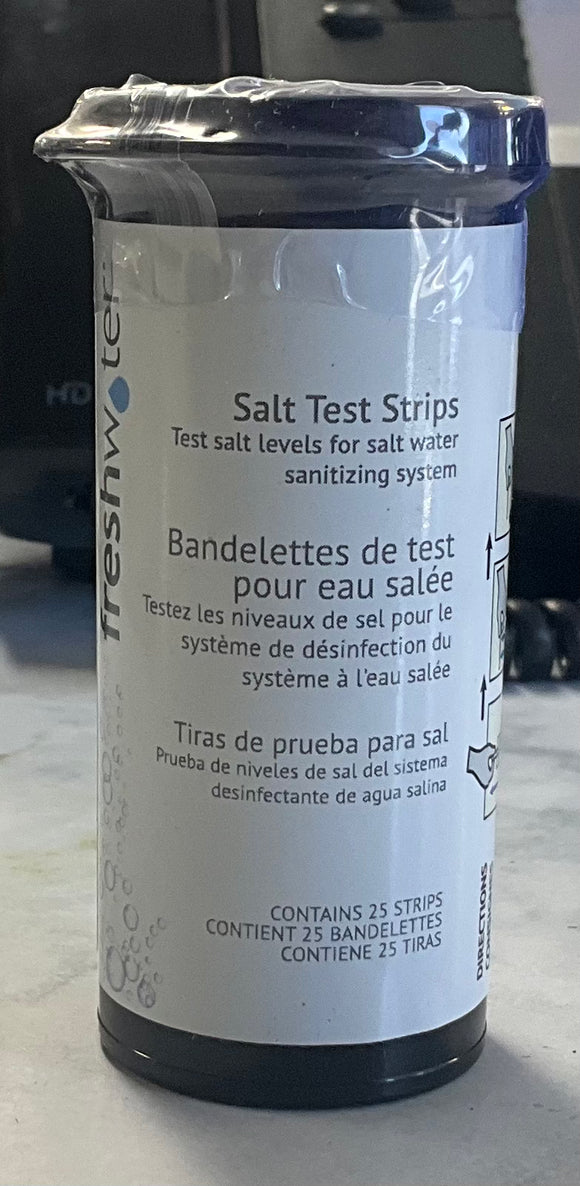 freshwater
Salt Test Strips
Test salt levels for salt water
sanitizing system
Bandelettes de test
pour eau salée
Testez les niveaux de sel pour le
système de désinfection du
système à l'eau salée
Tiras de prueba para sal
Prueba de niveles de sal del sistema
desinfectante de agua salina
CONTAINS 25 STRIPS
CONTIENT 25 BANDELETTES
CONTIENE 25 TIRAS
DIRECTIONS
HD